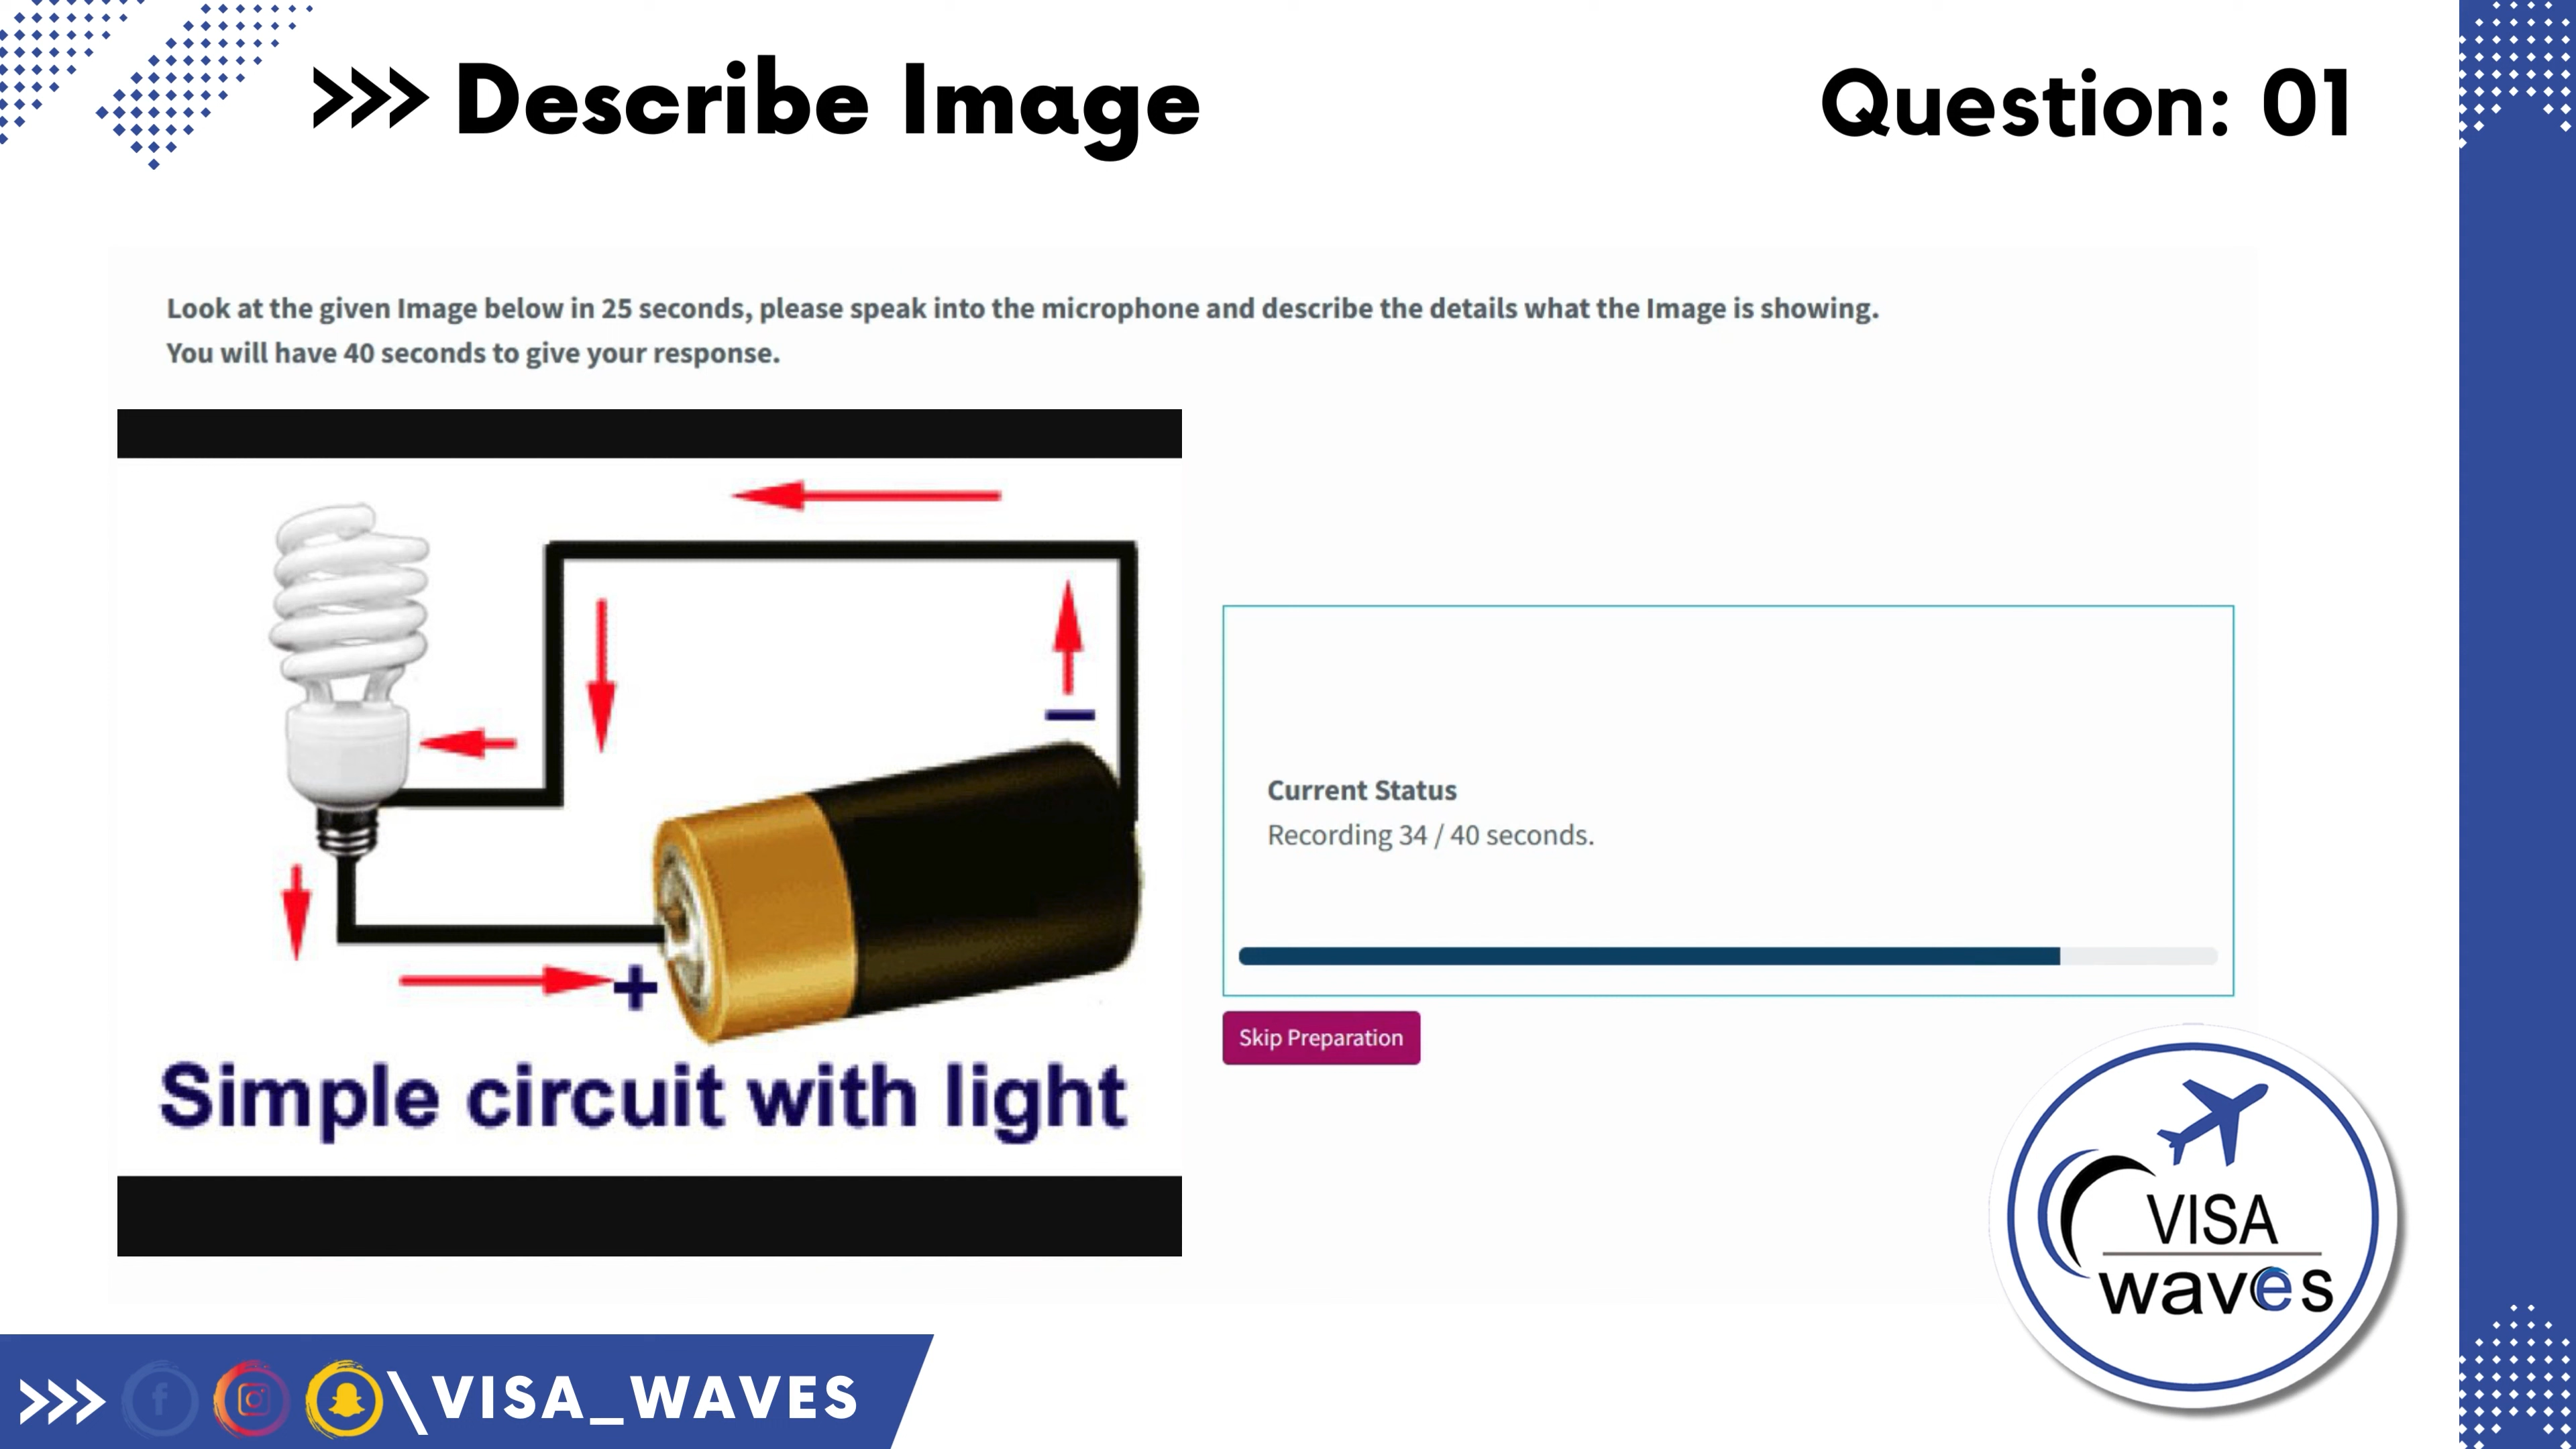 >>> Describe Image
Question: 01
Look at the given Image below in 25 seconds, please speak into the microphone and describe the details what the Image is showing.
You will have 40 seconds to give your response.
−
+
Simple circuit with light
Current Status
Recording 34 / 40 seconds.
Skip Preparation
VISA
waves
>>> \VISA_WAVES